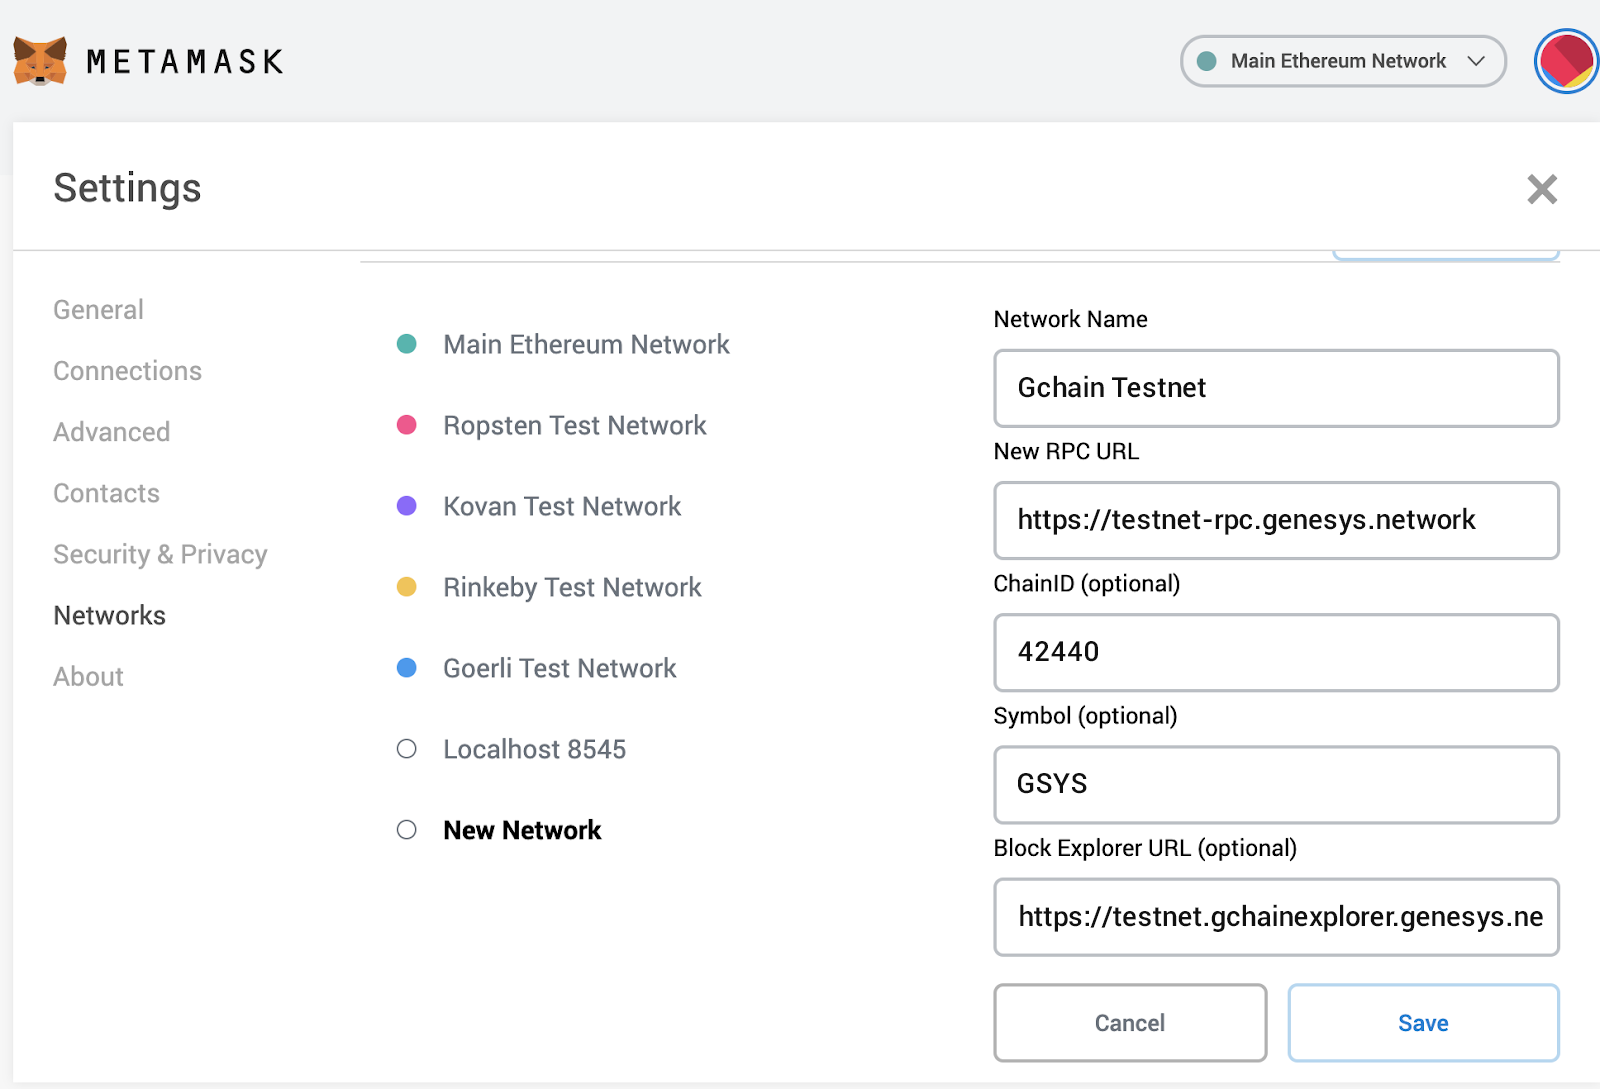 METAMASK
Main Ethereum Network
Settings
General
Connections
Advanced
Contacts
Security & Privacy
Networks
About
Main Ethereum Network
Ropsten Test Network
Kovan Test Network
Rinkeby Test Network
Goerli Test Network
Localhost 8545
New Network
Network Name
Gchain Testnet
New RPC URL
https://testnet-rpc.genesys.network
ChainID (optional)
42440
Symbol (optional)
GSYS
Block Explorer URL (optional)
https://testnet.gchainexplorer.genesys.ne
Cancel
Save